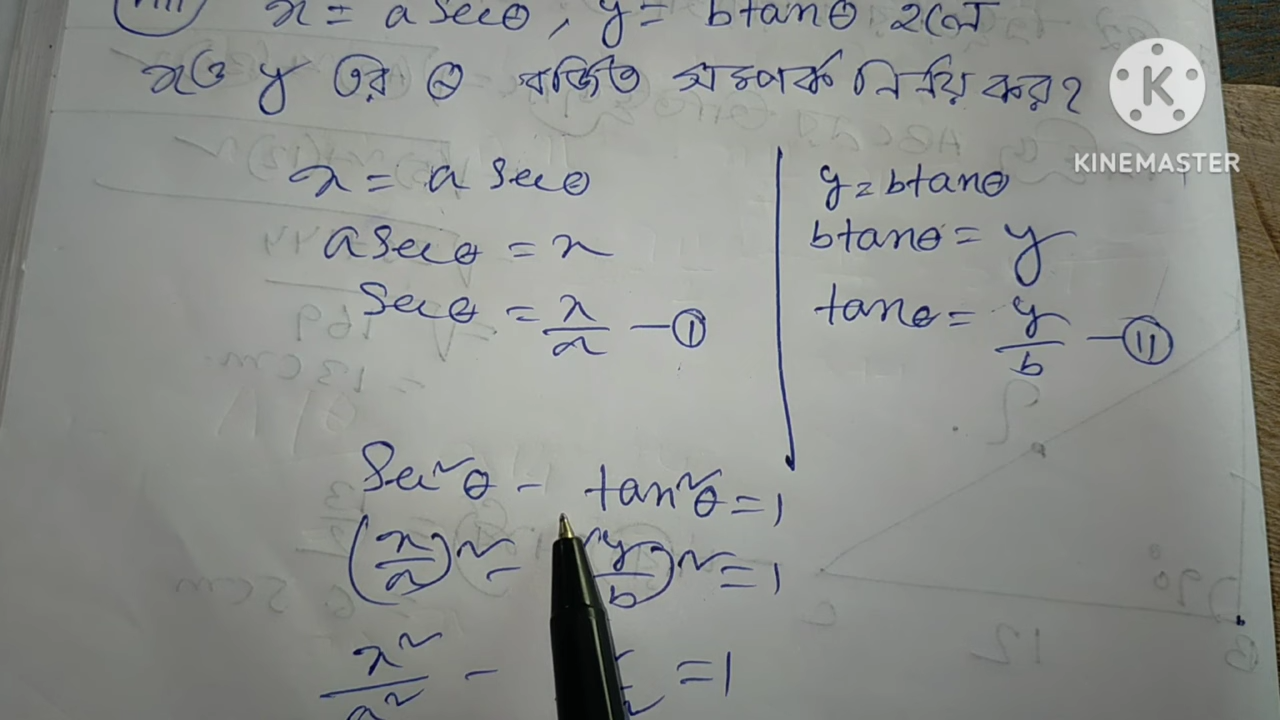 (viii) x = a secθ, y = b tanθ হলে
x ও y এর θ বর্জিত সম্পর্ক নির্ণয় কর?
KINEMASTER
x = a secθ
a secθ = x
secθ = x/a — (I)
y = b tanθ
b tanθ = y
tanθ = y/b — (II)
sec²θ - tan²θ = 1
(x/a)² - (y/b)² = 1
x²/a² - = 1